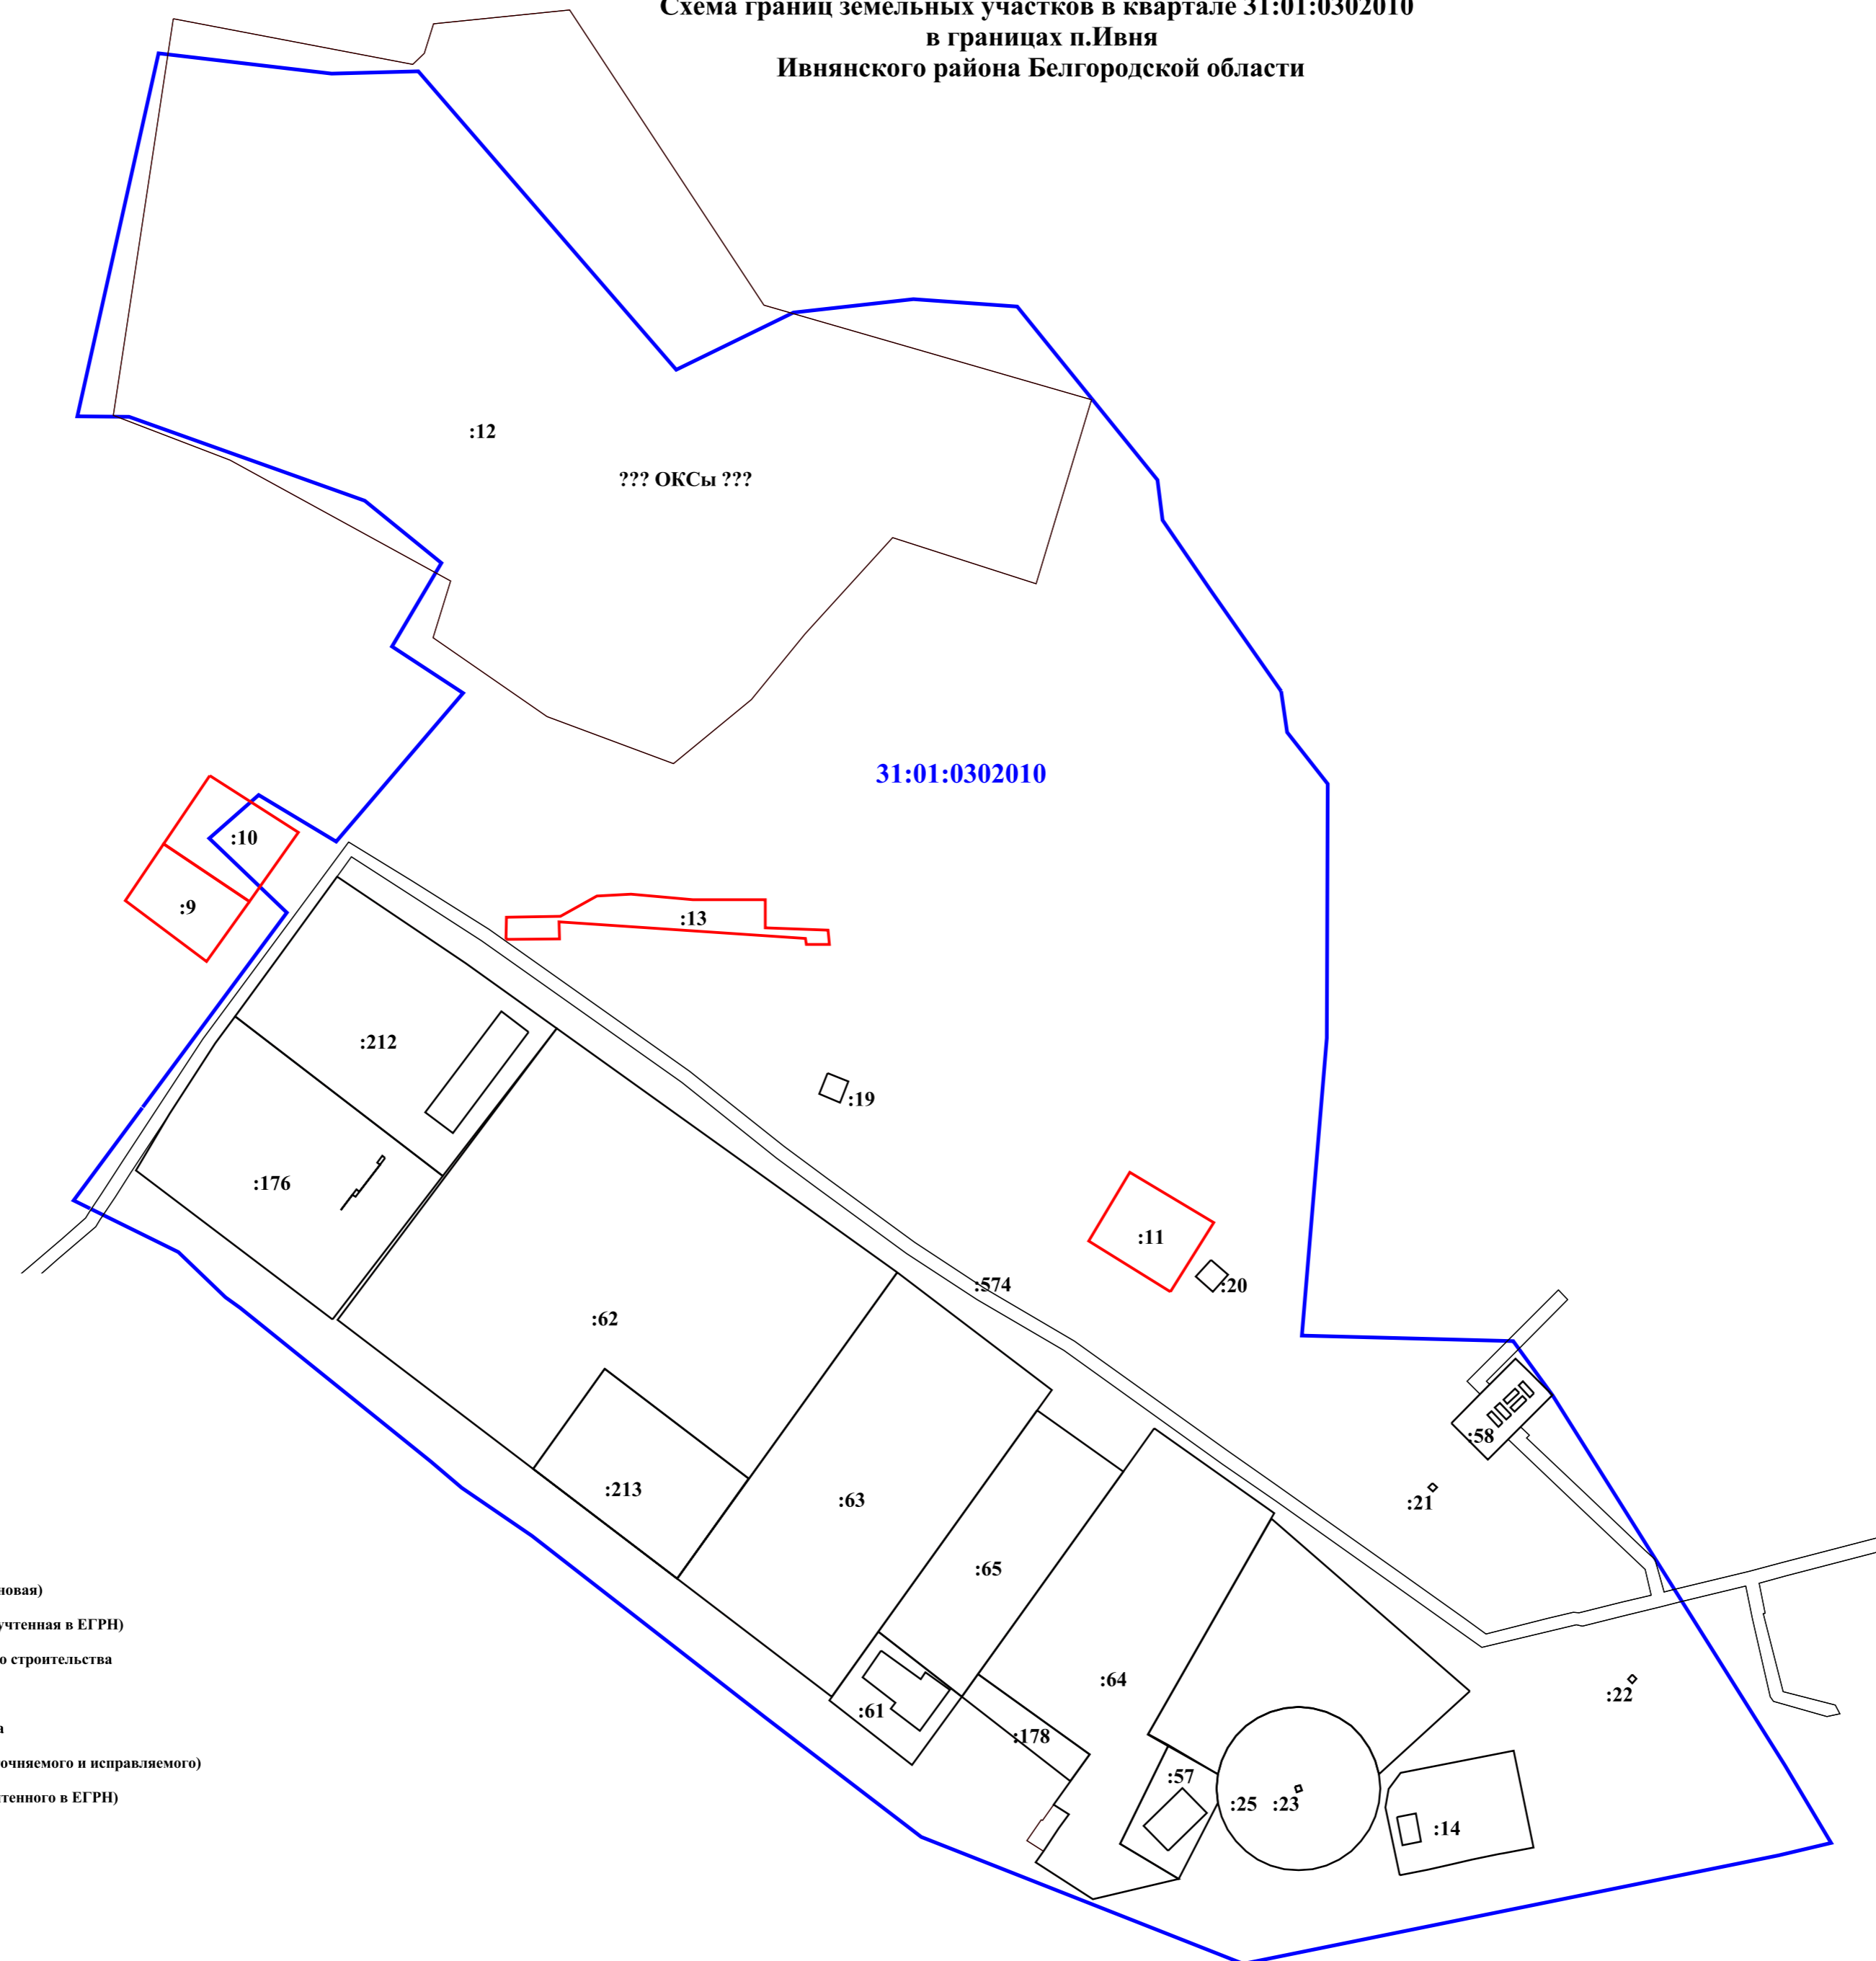 Схема границ земельных участков в квартале 31:01:0302010
в границах п.Ивня
Ивнянского района Белгородской области
:12
??? ОКСы ???
31:01:0302010
:10
:9
:13
:212
:19
:176
:11
:574
:20
:62
:58
:213
:63
:21
:65
новая)
учтенная в ЕГРН)
о строительства
:64
:22
:61
а
:178
очняемого и исправляемого)
:57
тенного в ЕГРН)
:25
:23
:14